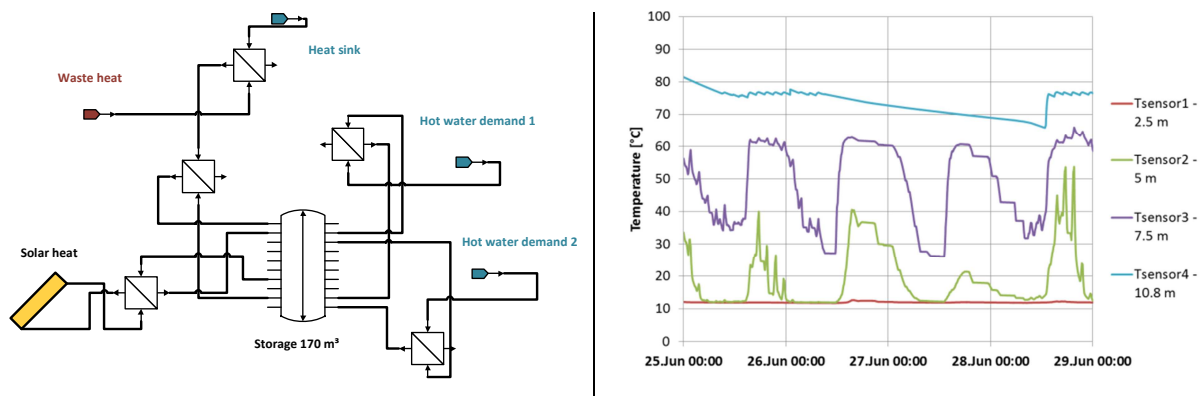 Heat sink
Waste heat
Hot water demand 1
Hot water demand 2
Solar heat
Storage 170 m³
Temperature [°C]
100
90
80
70
60
50
40
30
20
10
0
25.Jun 00:00
26.Jun 00:00
27.Jun 00:00
28.Jun 00:00
29.Jun 00:00
Tsensor1 -
2.5 m
Tsensor2 -
5 m
Tsensor3 -
7.5 m
Tsensor4 -
10.8 m